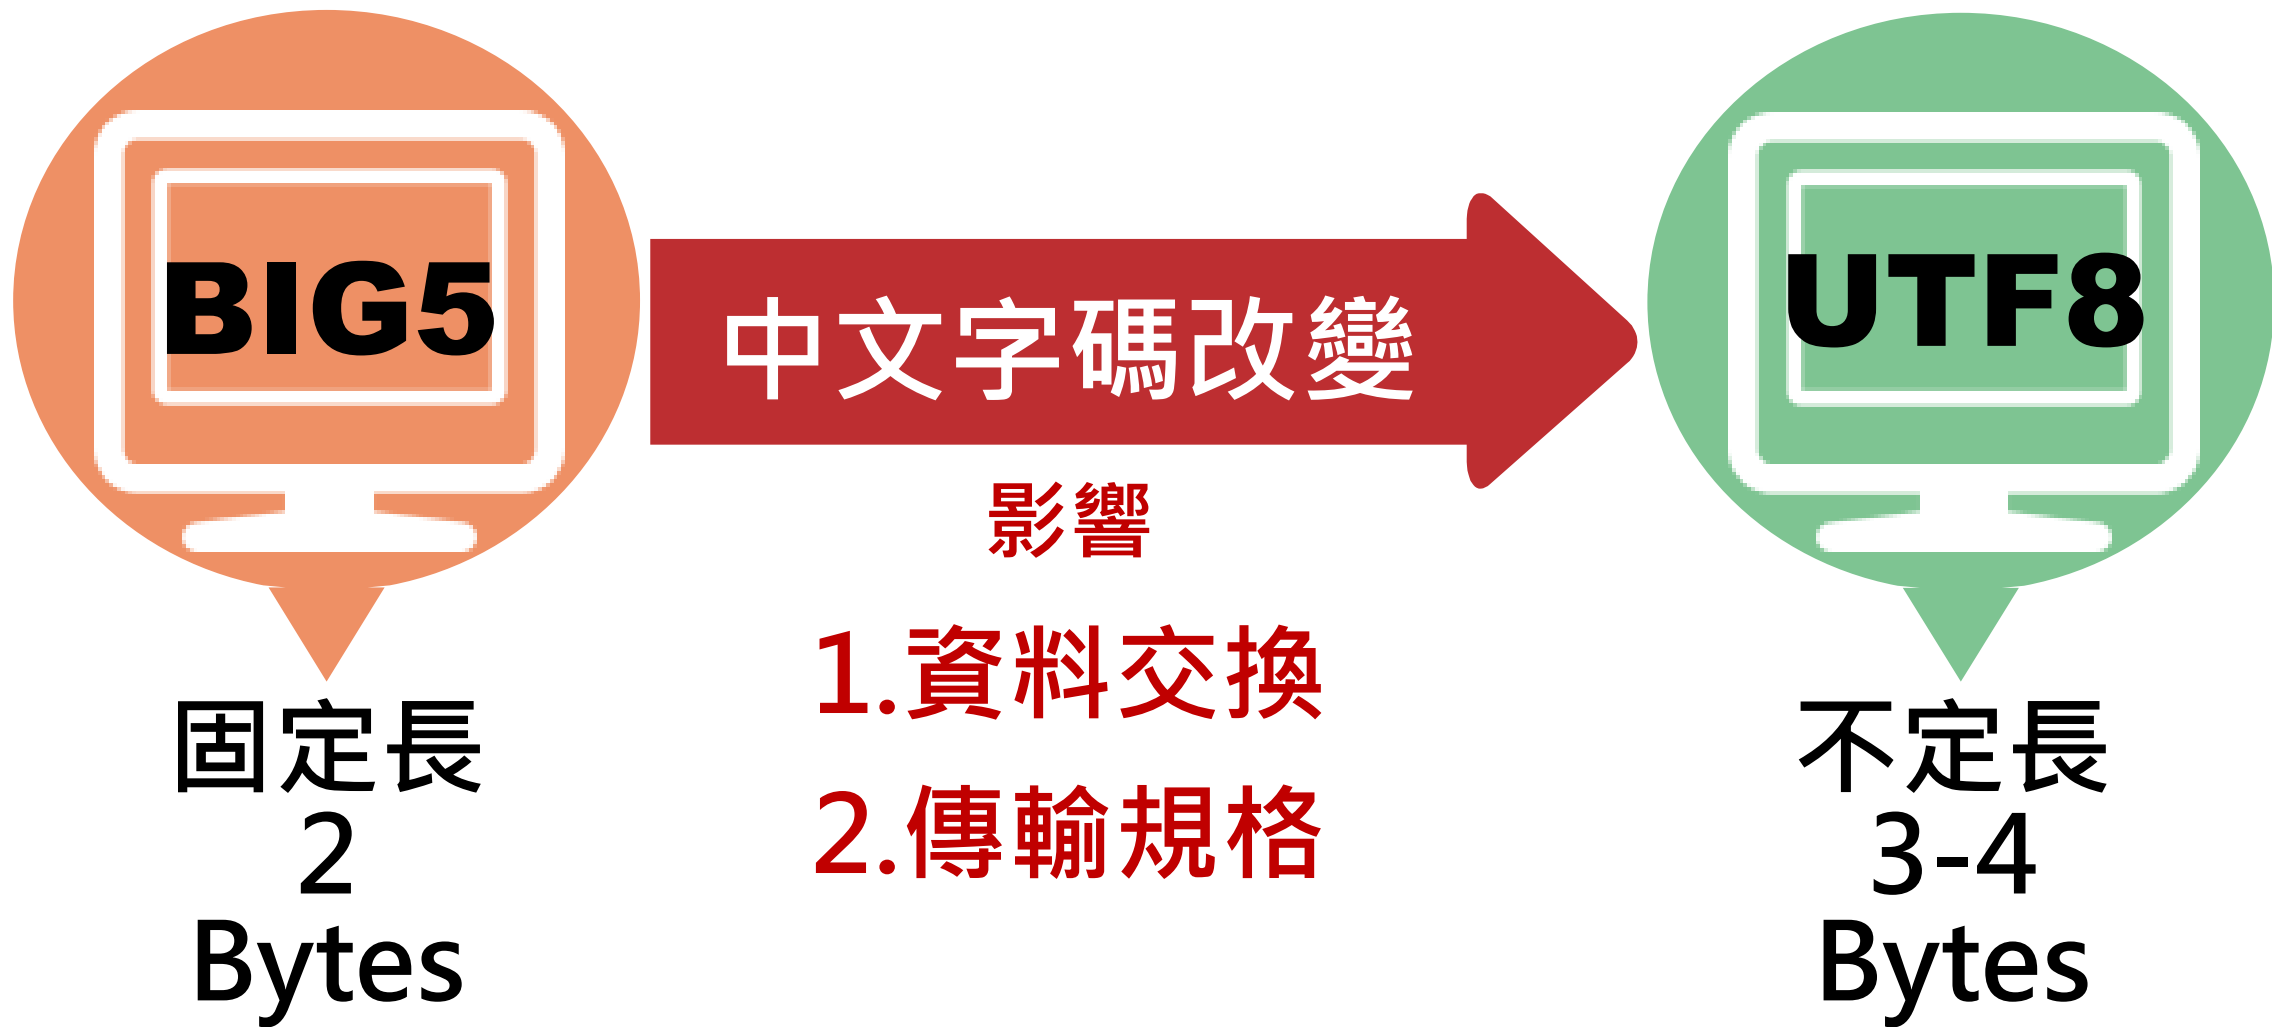 BIG5
固定長
2
Bytes
中文字碼改變
影響
1.資料交換
2.傳輸規格
UTF8
不定長
3-4
Bytes